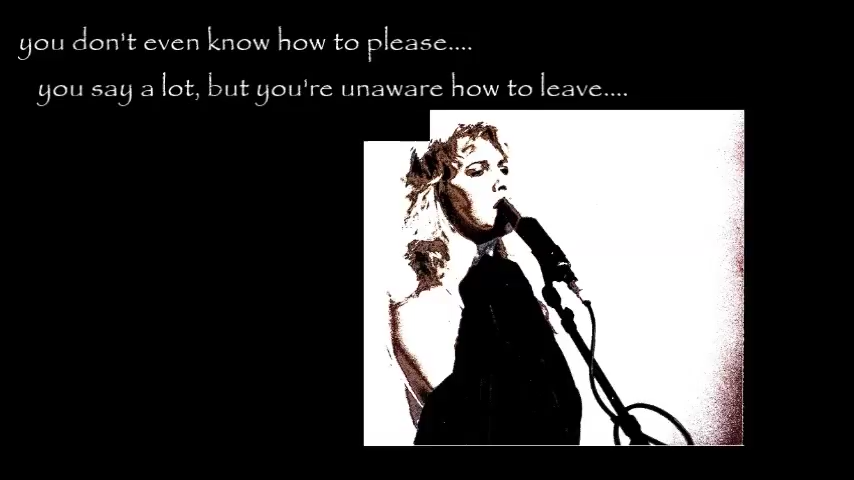 you don't even know how to please....
you say a lot, but you're unaware how to leave....